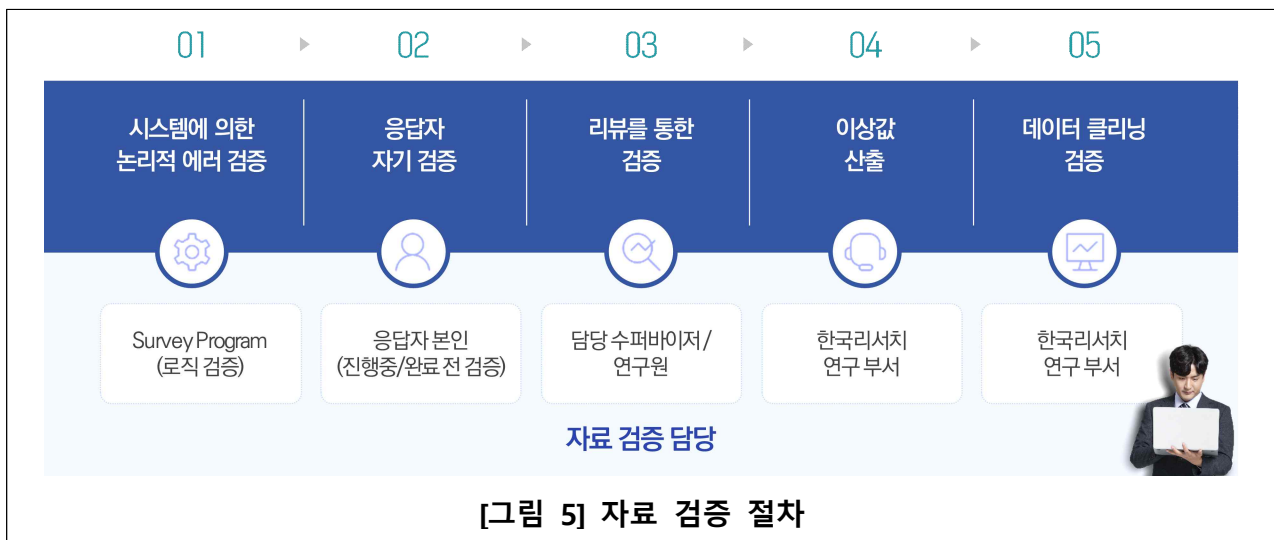 01
02
03
04
05
시스템에 의한
논리적 에러 검증
응답자
자기 검증
리뷰를 통한
검증
이상값
산출
데이터 클리닝
검증
Survey Program
(로직 검증)
응답자 본인
(진행중/완료 전 검증)
담당 수퍼바이저/
연구원
한국리서치
연구 부서
한국리서치
연구 부서
자료 검증 담당
[그림 5] 자료 검증 절차